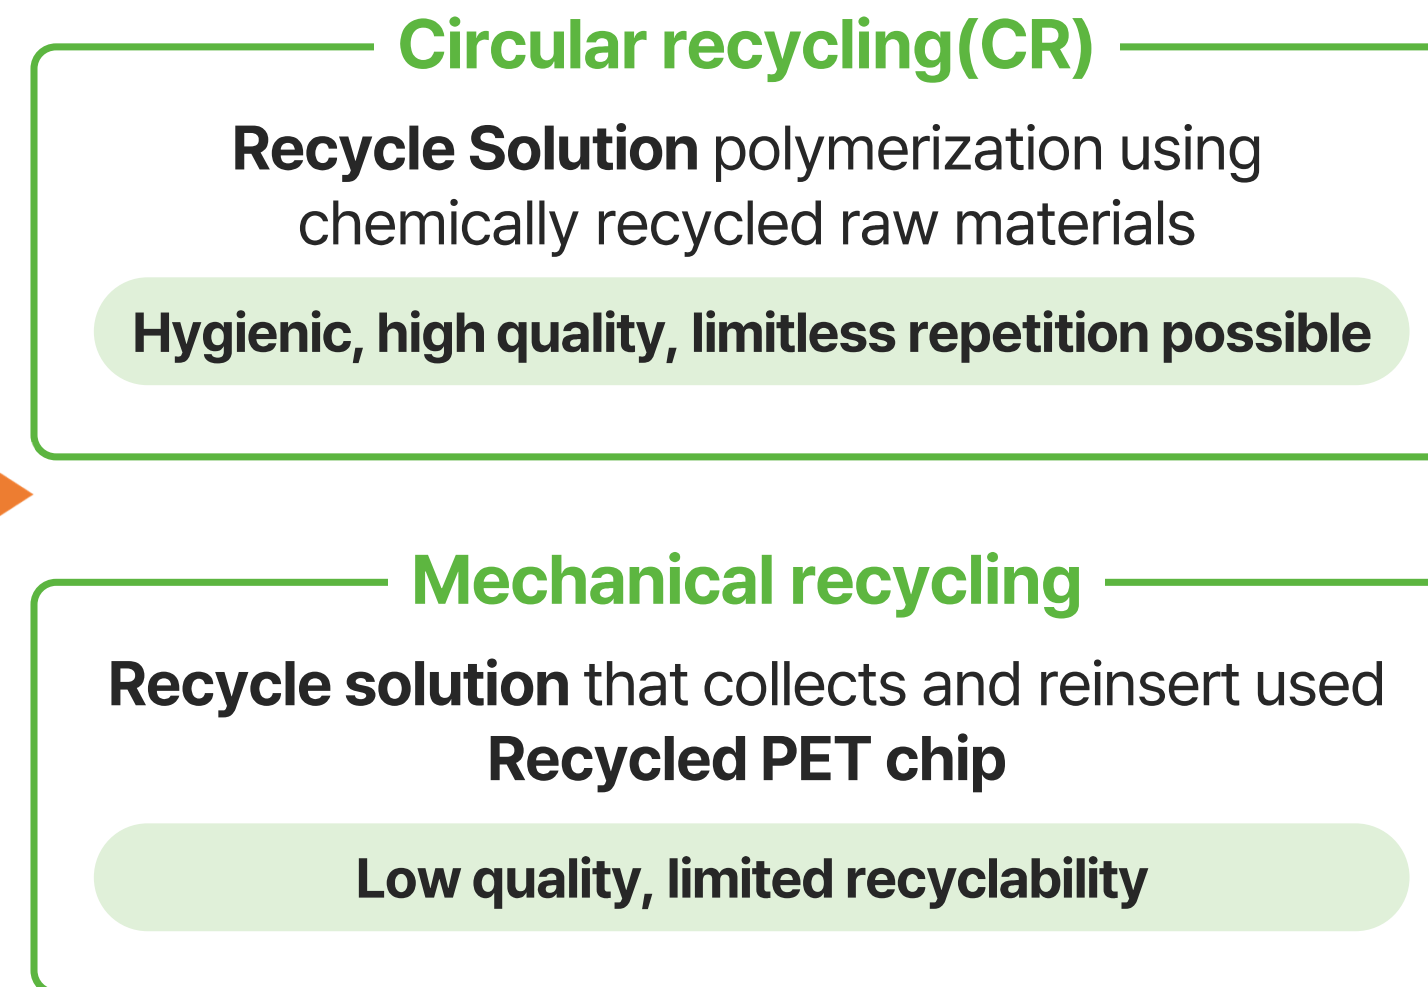 Circular recycling(CR)
Recycle Solution polymerization using
chemically recycled raw materials
Hygienic, high quality, limitless repetition possible
Mechanical recycling
Recycle solution that collects and reinsert used
Recycled PET chip
Low quality, limited recyclability